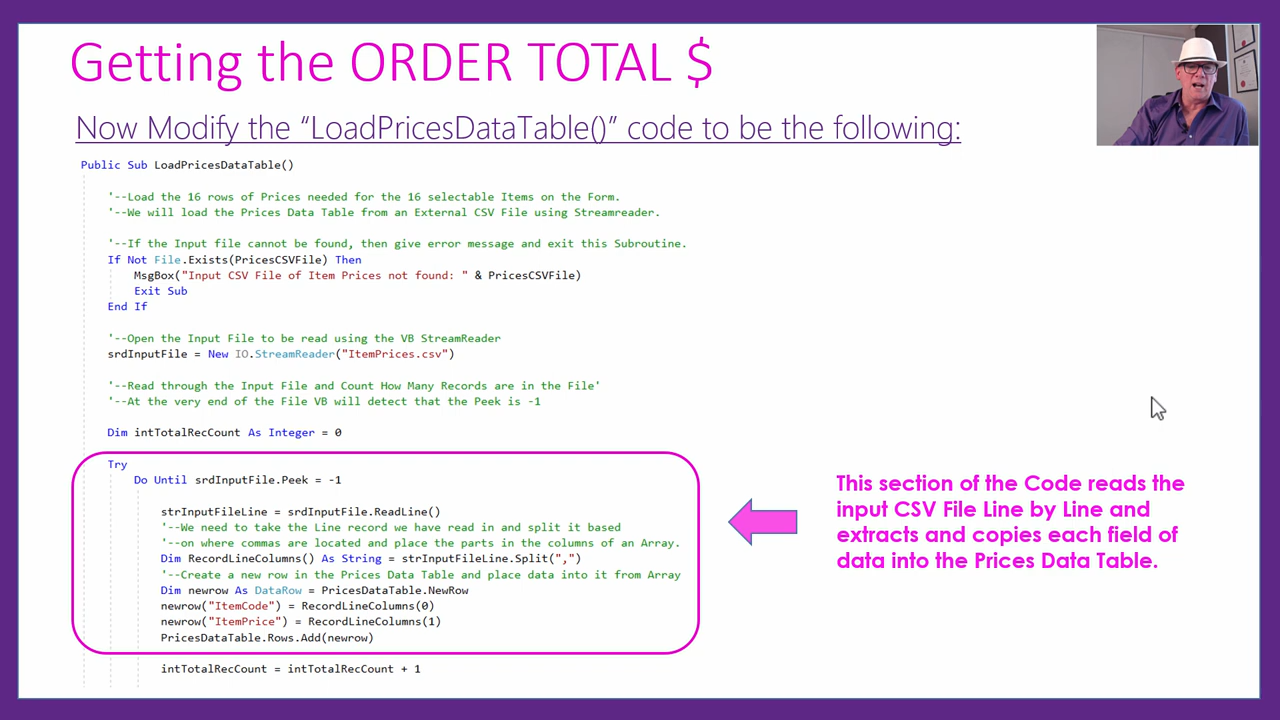 Getting the ORDER TOTAL $
Now Modify the “LoadPricesDataTable()” code to be the following:
Public Sub LoadPricesDataTable()
'--Load the 16 rows of Prices needed for the 16 selectable Items on the Form.
'--We will load the Prices Data Table from an External CSV File using Streamreader.
'--If the Input file cannot be found, then give error message and exit this Subroutine.
If Not File.Exists(PricesCSVFile) Then
MsgBox("Input CSV File of Item Prices not found: " & PricesCSVFile)
Exit Sub
End If
'--Open the Input File to be read using the VB StreamReader
srdInputFile = New IO.StreamReader("ItemPrices.csv")
'--Read through the Input File and Count How Many Records are in the File'
'--At the very end of the File VB will detect that the Peek is -1
Dim intTotalRecCount As Integer = 0
Try
Do Until srdInputFile.Peek = -1
strInputFileLine = srdInputFile.ReadLine()
'--We need to take the Line record we have read in and split it based
'--on where commas are located and place the parts in the columns of an Array.
Dim RecordLineColumns() As String = strInputFileLine.Split(",")
'--Create a new row in the Prices Data Table and place data into it from Array
Dim newrow As DataRow = PricesDataTable.NewRow
newrow("ItemCode") = RecordLineColumns(0)
newrow("ItemPrice") = RecordLineColumns(1)
PricesDataTable.Rows.Add(newrow)
intTotalRecCount = intTotalRecCount + 1
This section of the Code reads the
input CSV File Line by Line and
extracts and copies each field of
data into the Prices Data Table.